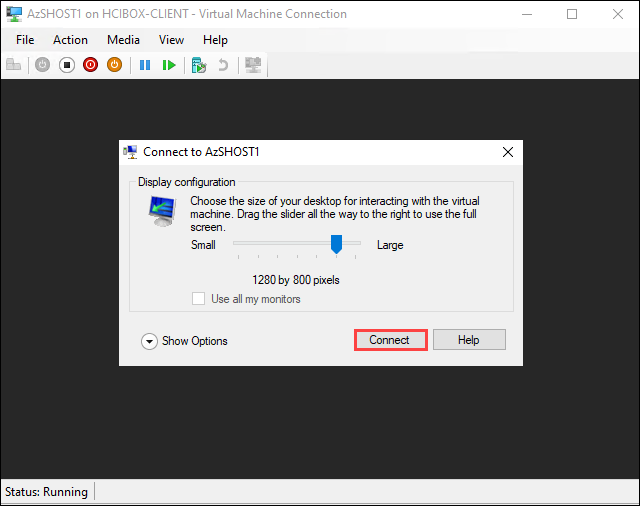 AzSHOST1 on HCIBOX-CLIENT - Virtual Machine Connection
File Action Media View Help
Connect to AzSHOST1
Display configuration
Choose the size of your desktop for interacting with the virtual
machine. Drag the slider all the way to the right to use the full
screen.
Small Large
1280 by 800 pixels
Use all my monitors
Show Options Connect Help
Status: Running